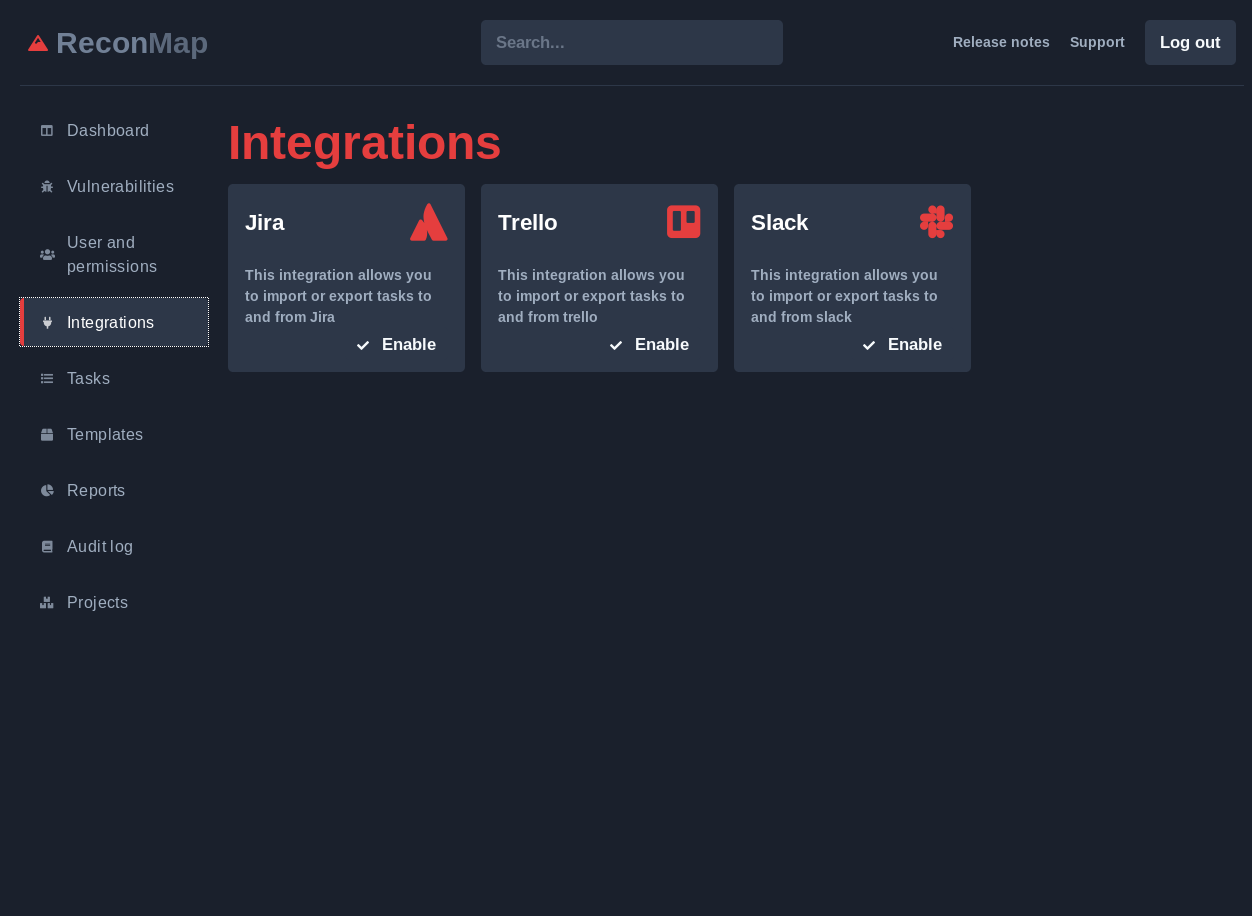 ReconMap
Search...
Release notes
Support
Log out
Dashboard
Vulnerabilities
User and
permissions
Integrations
Tasks
Templates
Reports
Audit log
Projects
Integrations
Jira
This integration allows you
to import or export tasks to
and from Jira
Enable
Trello
This integration allows you
to import or export tasks to
and from trello
Enable
Slack
This integration allows you
to import or export tasks to
and from slack
Enable